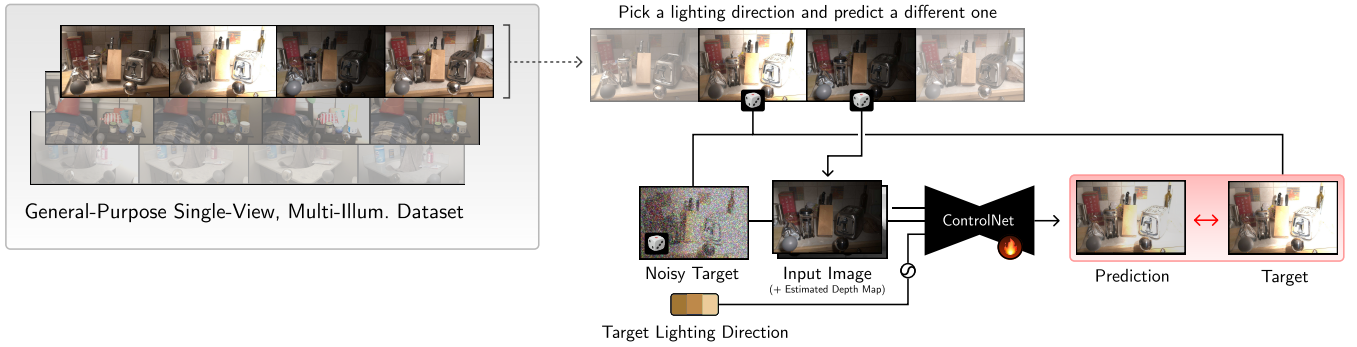 Pick a lighting direction and predict a different one
General-Purpose Single-View, Multi-Illum. Dataset
ControlNet
Noisy Target
Input Image
(+ Estimated Depth Map)
Prediction
Target
Target Lighting Direction